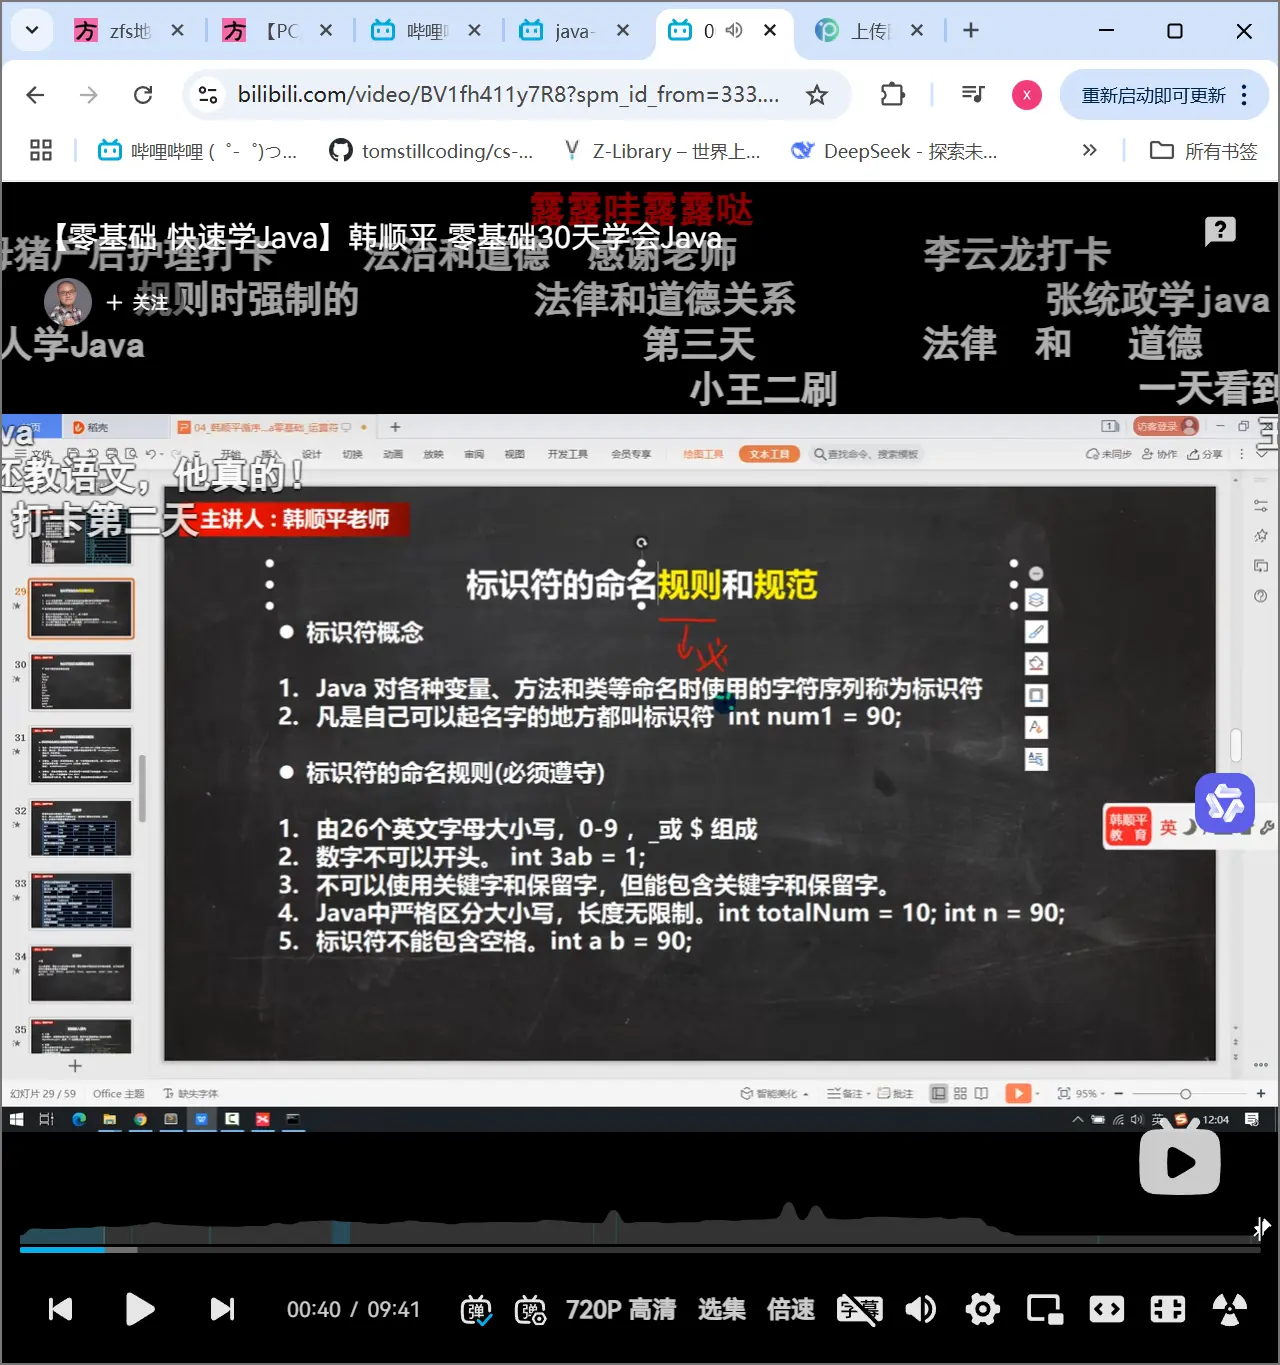 zfs地
【PC
哔哩
java-
0
上传
bilibili.com/video/BV1fh411y7R8?spm_id_from=333....
X
重新启动即可更新
哔哩哔哩 (゜-゜)つ...
tomstillcoding/cs-...
Z-Library – 世界上...
DeepSeek - 探索未...
所有书签
露露哇露露哒
【零基础 快速学Java】韩顺平 零基础30天学会Java
母猪产后护理打卡
法治和道德
感谢老师
李云龙打卡
+ 关注
规则时强制的
法律和道德关系
张统政学java
人学Java
第三天
法律 和 道德
小王二刷
一天看到
va
稻壳
04_韩顺平循序...a零基础_运算符
访客登录
文件
开始
插入
设计
切换
动画
放映
审阅
视图
开发工具
会员专享
绘图工具
文本工具
查找命令、搜索模板
未同步
协作
分享
还教语文，他真的！
打卡第二天
主讲人：韩顺平老师
标识符的命名规则和规范
● 标识符概念
1. Java 对各种变量、方法和类等命名时使用的字符序列称为标识符
2. 凡是自己可以起名字的地方都叫标识符 int num1 = 90;
● 标识符的命名规则(必须遵守)
1. 由26个英文字母大小写，0-9 ，_或 $ 组成
2. 数字不可以开头。 int 3ab = 1;
3. 不可以使用关键字和保留字，但能包含关键字和保留字。
4. Java中严格区分大小写，长度无限制。int totalNum = 10; int n = 90;
5. 标识符不能包含空格。int a b = 90;
29
30
31
32
33
34
35
韩顺平
教 育
英
幻灯片 29 / 59
Office 主题
缺失字体
智能美化
备注
批注
95%
英
12:04
00:40 / 09:41
弹
弹
720P 高清
选集
倍速
字幕